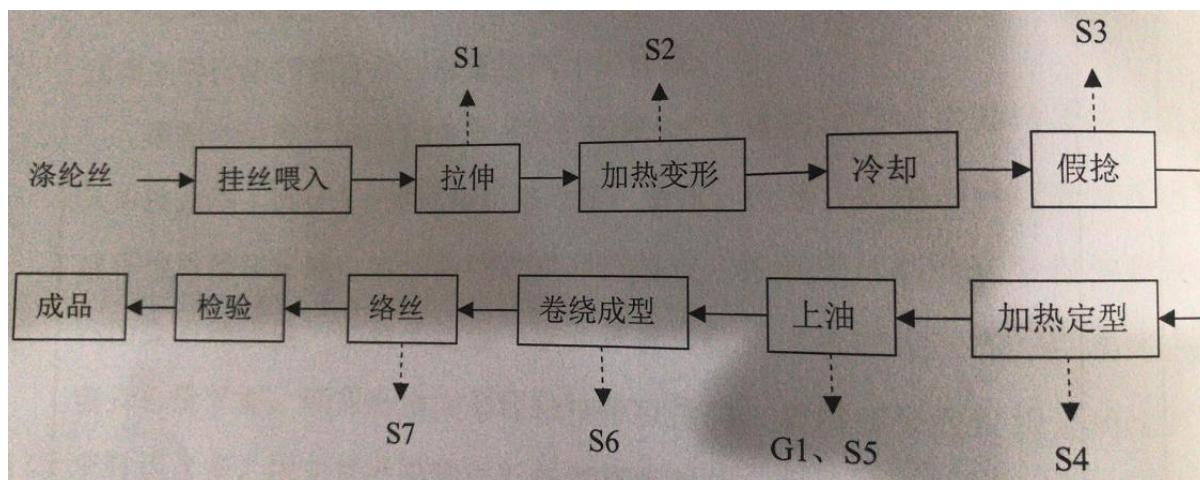 S1 S2 S3
涤纶丝 挂丝喂入 拉伸 加热变形 冷却 假捻
成品 检验 络丝 卷绕成型 上油 加热定型
S7 S6 G1、S5 S4